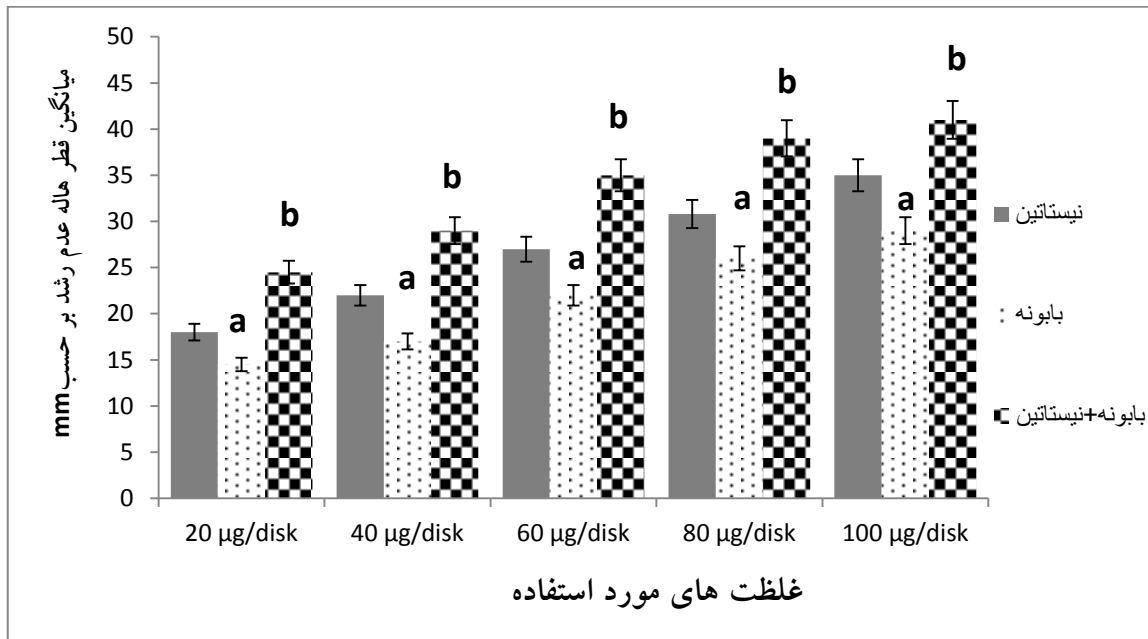 میانگین قطر هاله عدم رشد بر حسب mm
50
45
40
35
30
25
20
15
10
5
0
a
b
a
b
a
b
a
b
a
b
20 µg/disk
40 µg/disk
60 µg/disk
80 µg/disk
100 µg/disk
غلظت های مورد استفاده
نیستاتین
بابونه
بابونه+نیستاتین